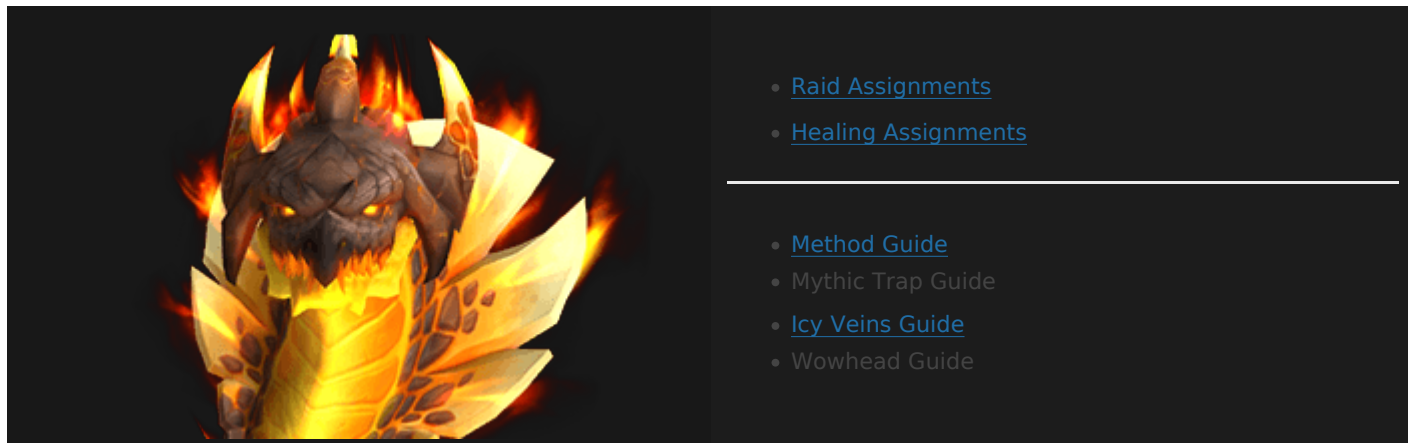 Raid Assignments
Healing Assignments
Method Guide
Mythic Trap Guide
Icy Veins Guide
Wowhead Guide